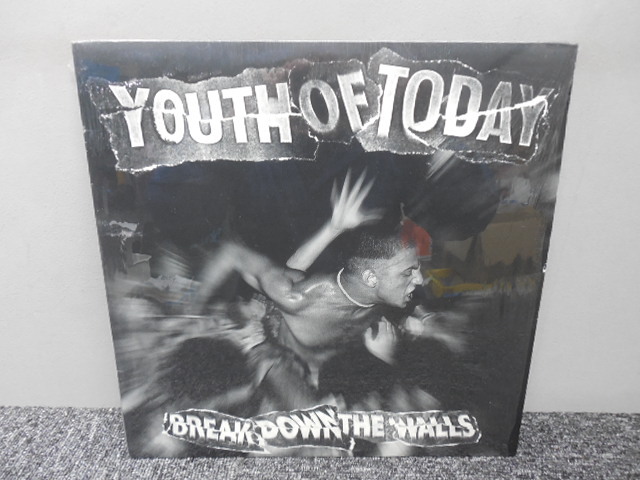 YOUTH OF TODAY
BREAK DOWN THE WALLS